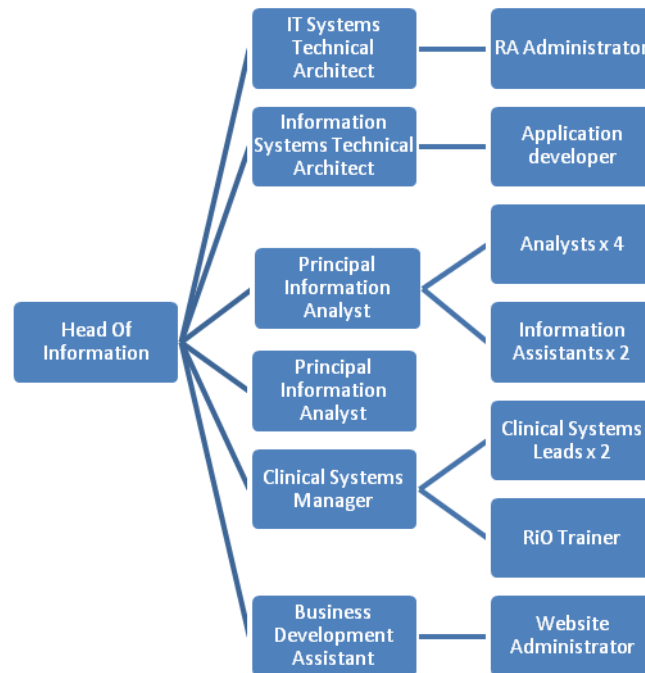 IT Systems
Technical
Architect
RA Administrator
Information
Systems Technical
Architect
Application
developer
Principal
Information
Analyst
Analysts x 4
Information
Assistants x 2
Head Of
Information
Principal
Information
Analyst
Clinical Systems
Manager
Clinical Systems
Leads x 2
RiO Trainer
Business
Development
Assistant
Website
Administrator